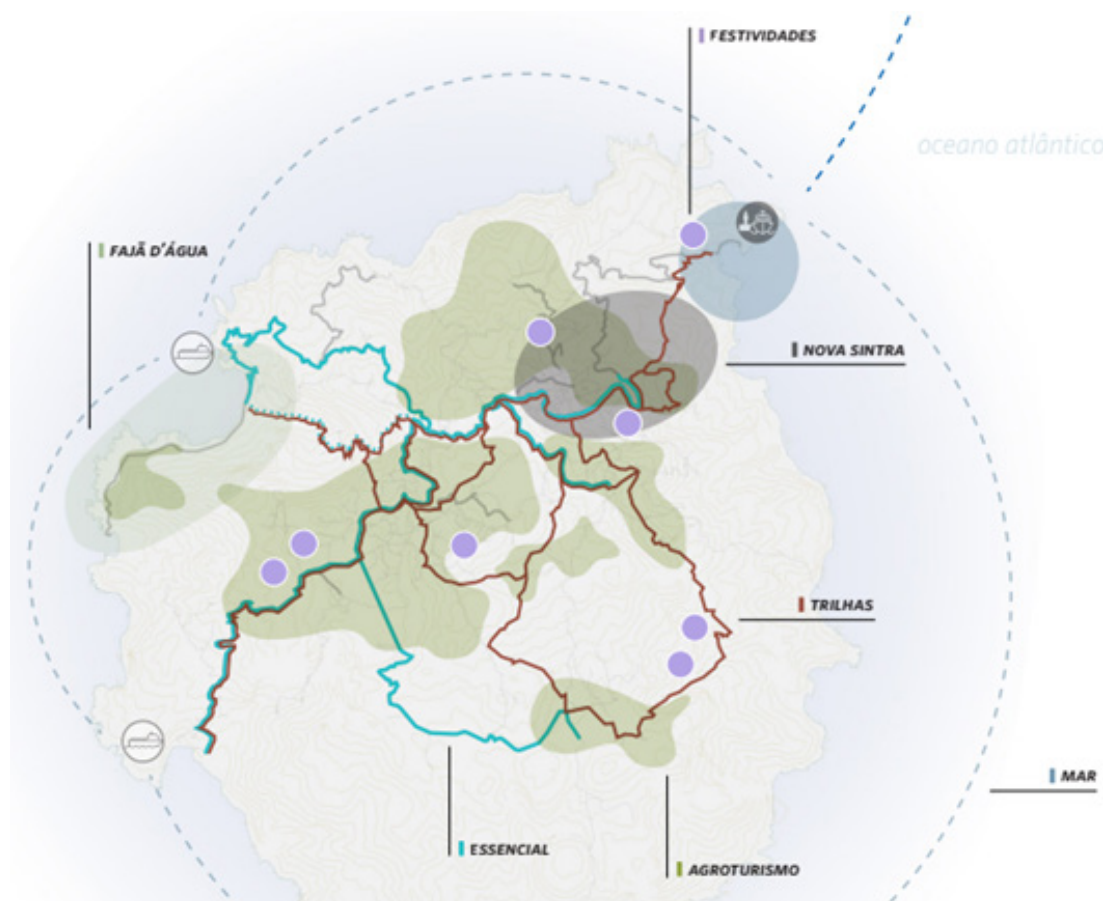 FESTIVIDADES
oceano atlântico
FAJÃ D'ÁGUA
NOVA SINTRA
TRILHAS
MAR
ESSENCIAL
AGROTURISMO